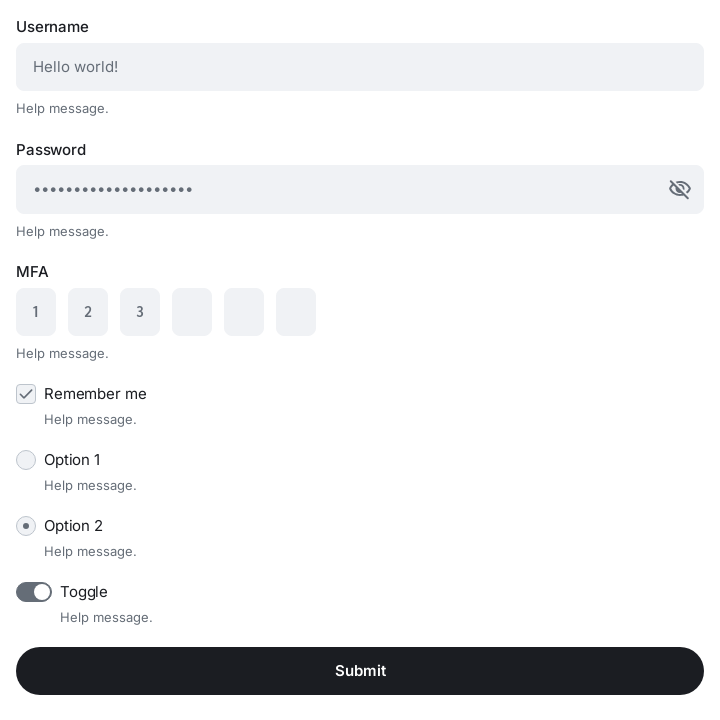 Username
Hello world!
Help message.
Password
••••••••••••••••••••
Help message.
MFA
1 2 3
Help message.
Remember me
Help message.
Option 1
Help message.
Option 2
Help message.
Toggle
Help message.
Submit